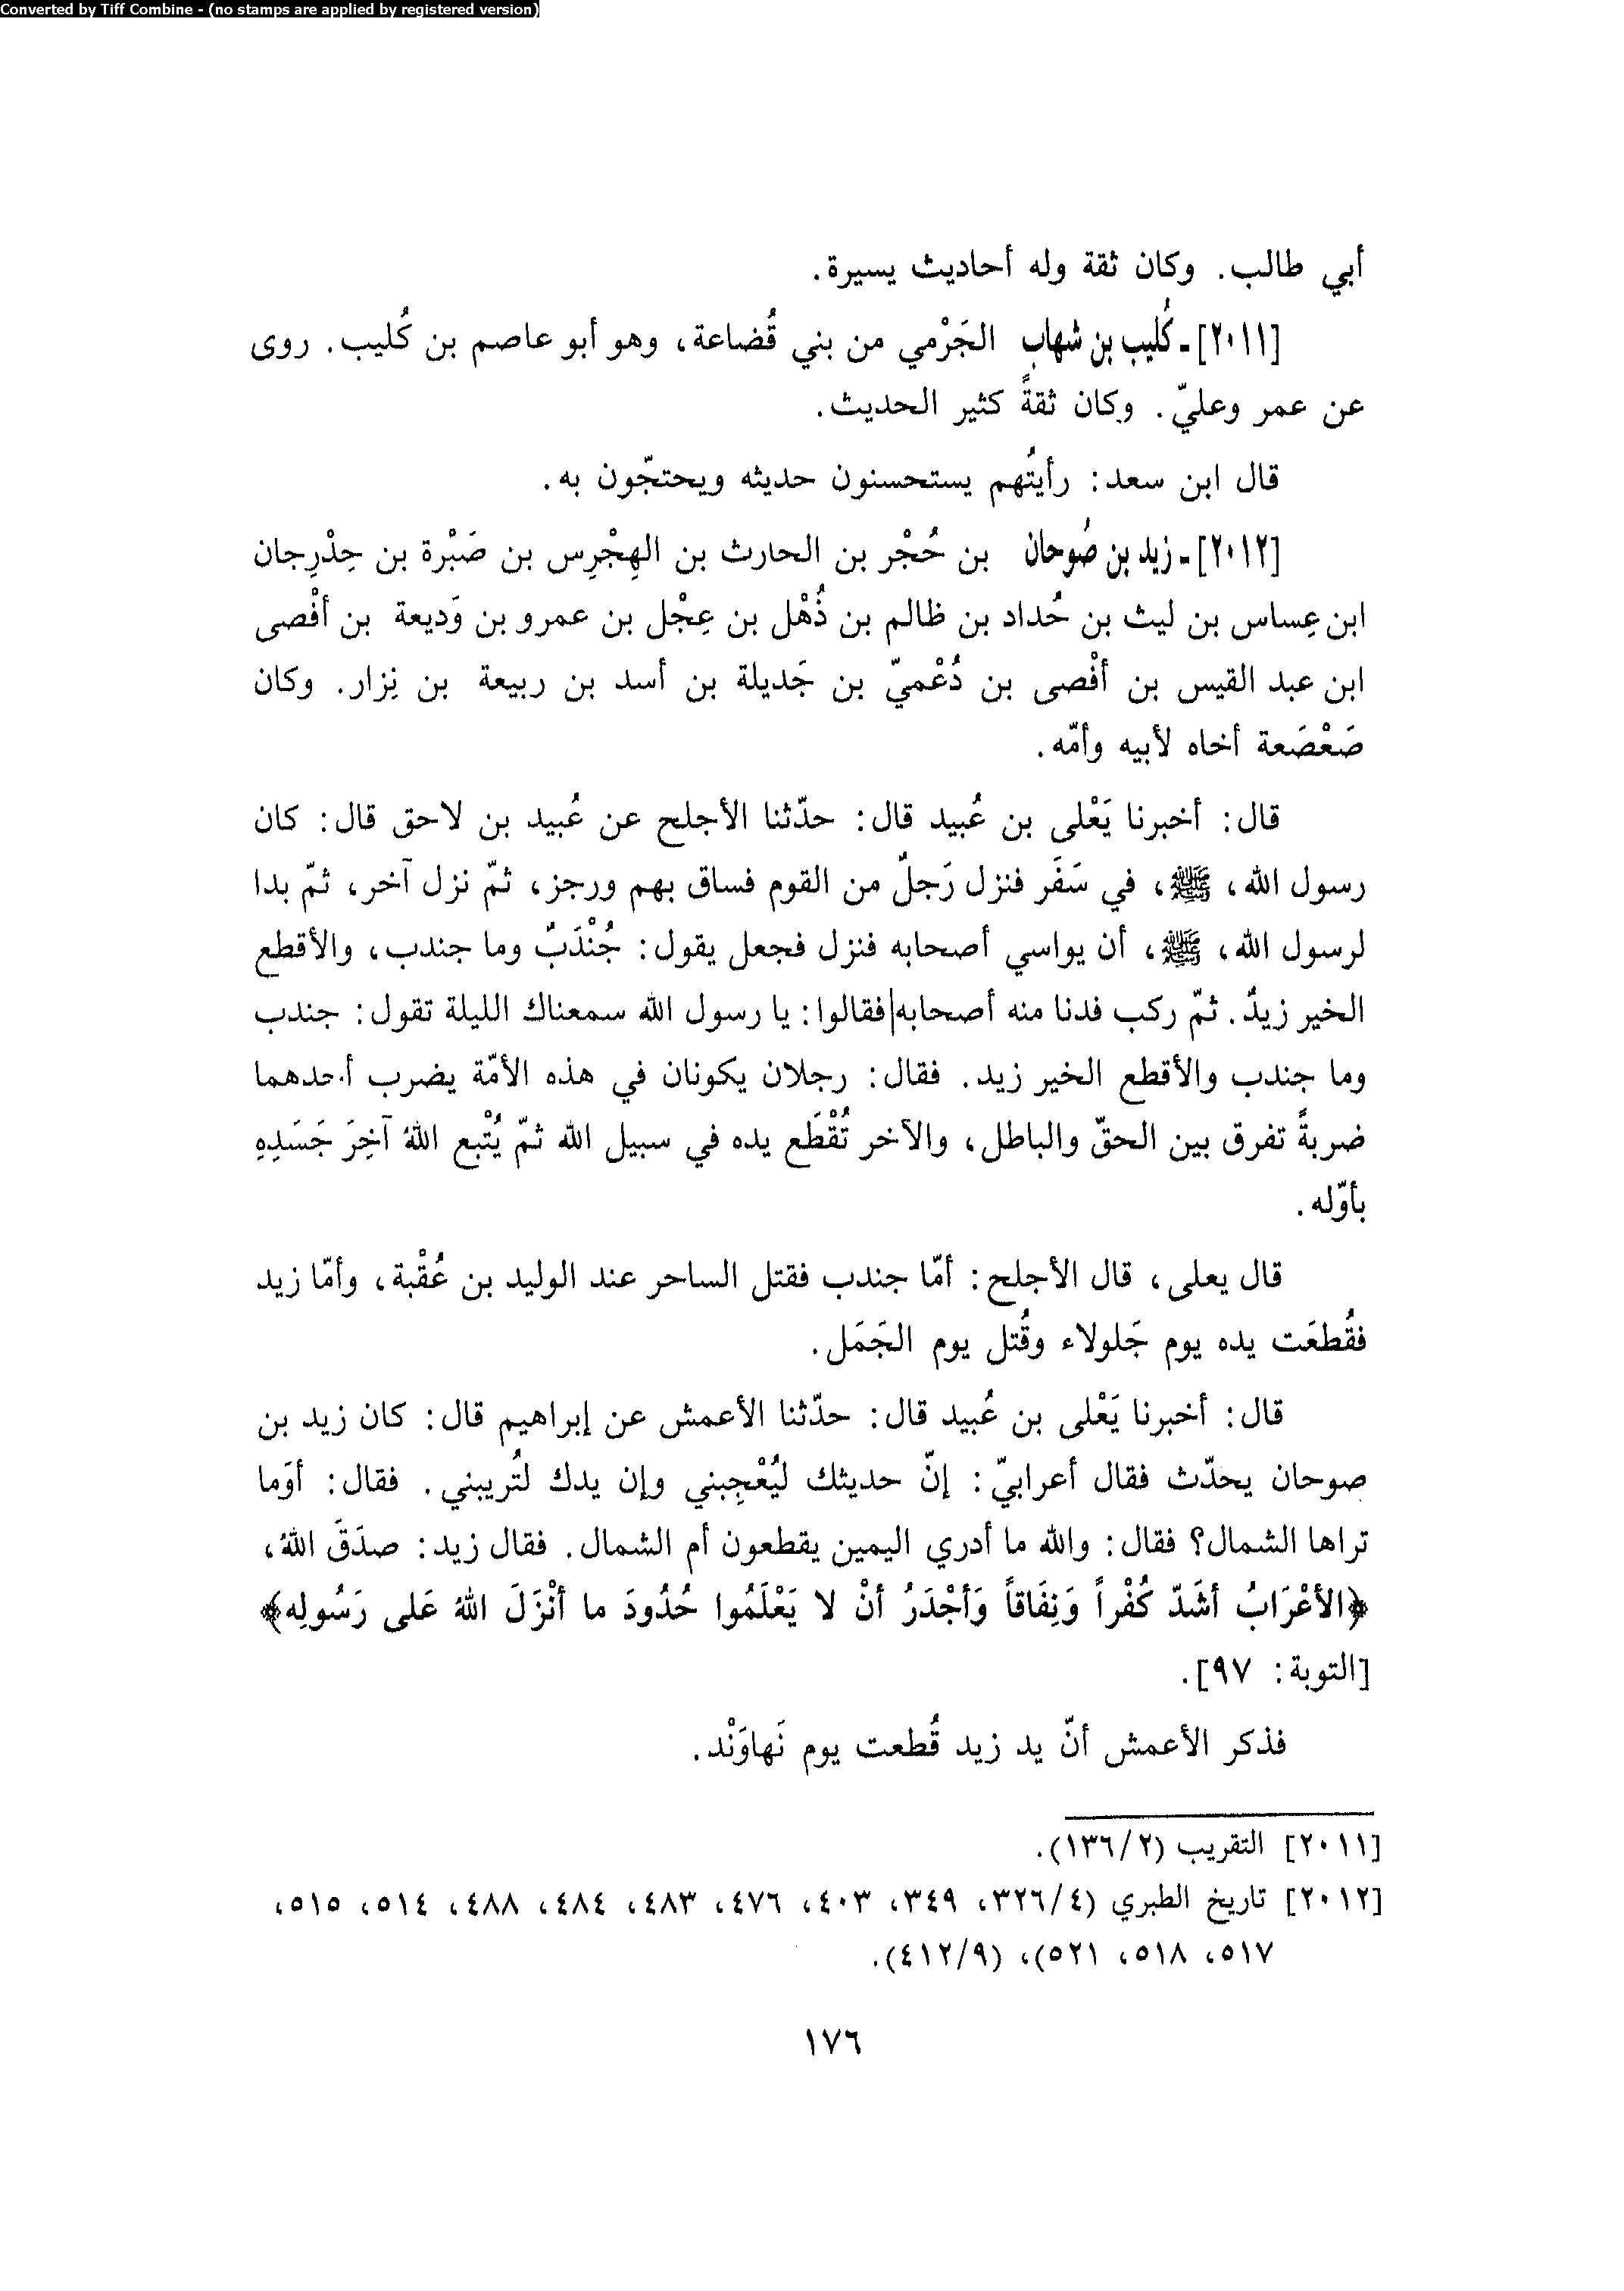 Converted by Tiff Combine - (no stamps are applied by registered version)
أبي طالب. وكان ثقة وله أحاديث يسيرة.
[٢٠١١] ـ كُليب بن شهاب الجَرْمي من بني قُضاعة، وهو أبو عاصم بن كُليب. روى
عن عمر وعليّ. وكان ثقةً كثير الحديث.
قال ابن سعد: رأيتُهم يستحسنون حديثه ويحتجّون به.
[٢٠١٢] ـ زيد بن صُوحان بن حُجْر بن الحارث بن الهِجْرِس بن صَبْرة بن حِدْرِجان
ابن عِساس بن ليث بن حُداد بن ظالم بن ذُهْل بن عِجْل بن عمرو بن وَديعة بن أفْصى
ابن عبد القيس بن أفْصى بن دُعْميّ بن جَديلة بن أسد بن ربيعة بن نِزار. وكان
صَعْصَعة أخاه لأبيه وأمّه.
قال: أخبرنا يَعْلى بن عُبيد قال: حدّثنا الأجلح عن عُبيد بن لاحق قال: كان
رسول الله، ﷺ، في سَفَر فنزل رَجلٌ من القوم فساق بهم ورجز، ثمّ نزل آخر، ثمّ بدا
لرسول الله، ﷺ، أن يواسي أصحابه فنزل فجعل يقول: جُنْدَبٌ وما جندب، والأقطع
الخير زيدٌ. ثمّ ركب فدنا منه أصحابه فقالوا: يا رسول الله سمعناك الليلة تقول: جندب
وما جندب والأقطع الخير زيد. فقال: رجلان يكونان في هذه الأمّة يضرب أحدهما
ضربةً تفرق بين الحقّ والباطل، والآخر تُقْطَع يده في سبيل الله ثمّ يُتْبع اللهُ آخِرَ جَسَدِهِ
بأوّله.
قال يعلى، قال الأجلح: أمّا جندب فقتل الساحر عند الوليد بن عُقْبة، وأمّا زيد
فقُطعَت يده يوم جَلولاء وقُتل يوم الجَمَل.
قال: أخبرنا يَعْلى بن عُبيد قال: حدّثنا الأعمش عن إبراهيم قال: كان زيد بن
صوحان يحدّث فقال أعرابيّ: إنّ حديثك ليُعْجِبني وإن يدك لتُريبني. فقال: أوَما
تراها الشمال؟ فقال: والله ما أدري اليمين يقطعون أم الشمال. فقال زيد: صدَقَ اللهُ،
﴿الأعْرَابُ أشَدّ كُفْراً وَنِفَاقاً وَأجْدَرُ أنْ لا يَعْلَمُوا حُدُودَ ما أنْزَلَ اللهُ عَلى رَسُولِه﴾
[التوبة: ٩٧].
فذكر الأعمش أنّ يد زيد قُطعت يوم نَهاوَنْد.
[٢٠١١] التقريب (١٣٦/٢).
[٢٠١٢] تاريخ الطبري (٣٢٦/٤، ٣٤٩، ٤٠٣، ٤٧٦، ٤٨٣، ٤٨٤، ٤٨٨، ٥١٤، ٥١٥،
٥١٧، ٥١٨، ٥٢١)، (٤١٢/٩).
١٧٦